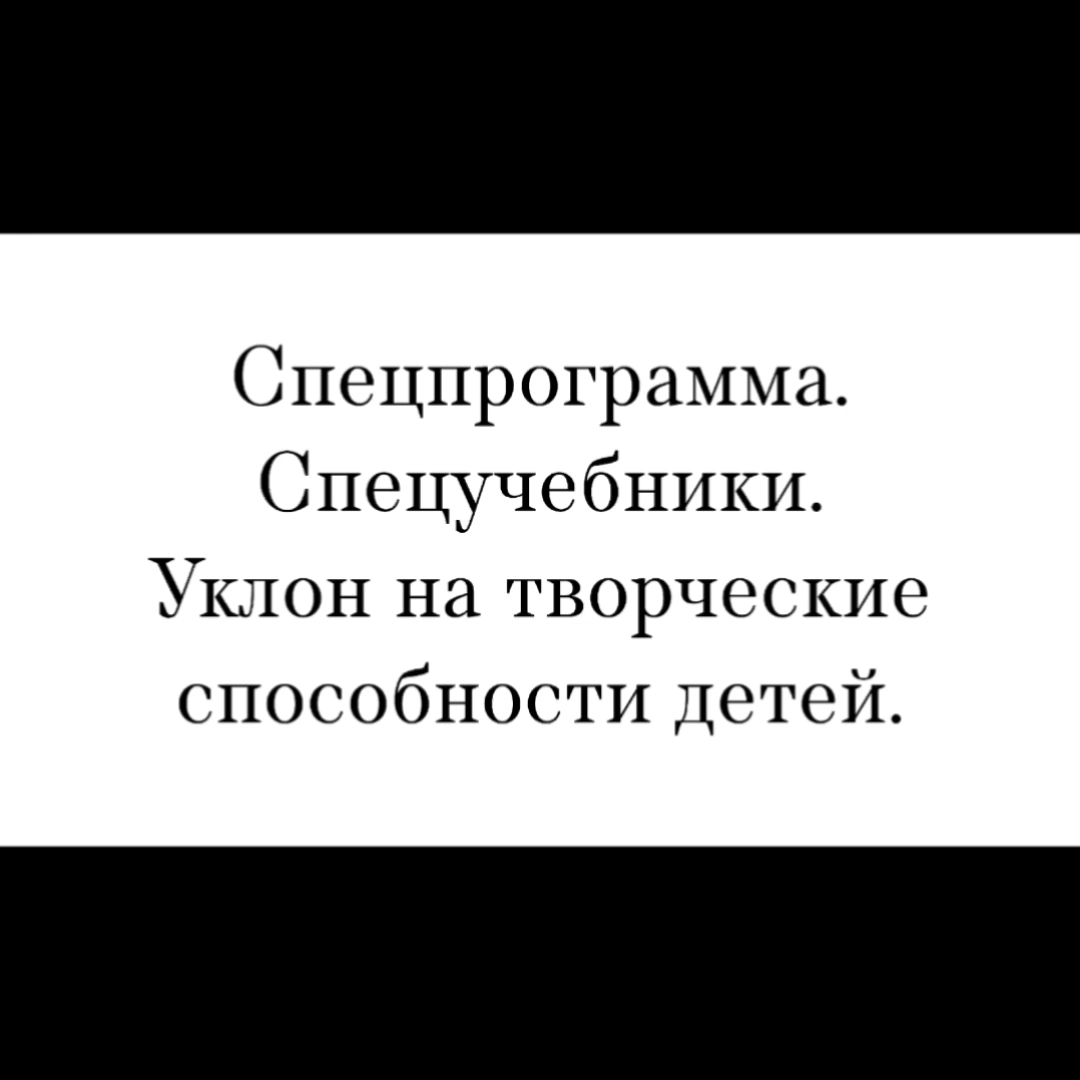 Спецпрограмма.
Спецучебники.
Уклон на творческие
способности детей.